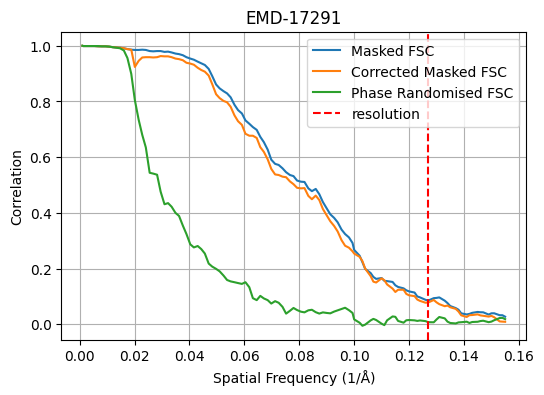 EMD-17291
Masked FSC
Corrected Masked FSC
Phase Randomised FSC
resolution
Correlation
1.0
0.8
0.6
0.4
0.2
0.0
0.00 0.02 0.04 0.06 0.08 0.10 0.12 0.14 0.16
Spatial Frequency (1/Å)